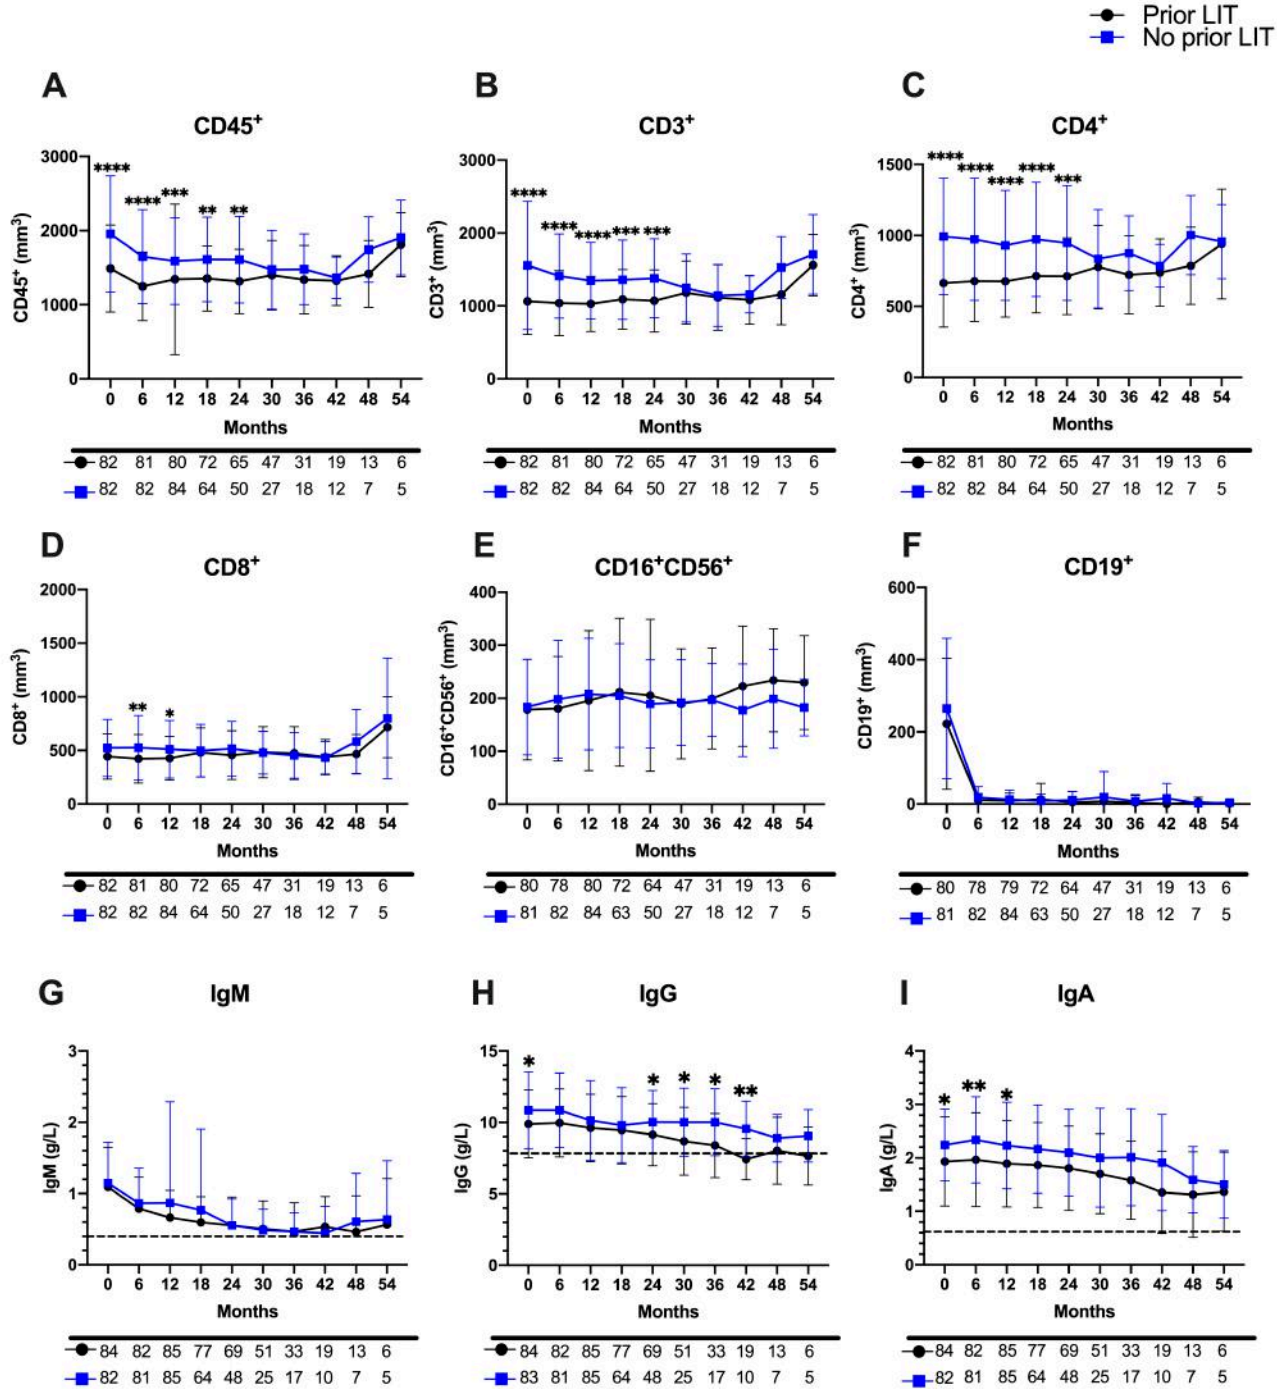 Prior LIT
No prior LIT
A
CD45+
****
****
***
**
**
3000
2000
1000
0
CD45+ (mm3)
0 6 12 18 24 30 36 42 48 54
Months
82 81 80 72 65 47 31 19 13 6
82 82 84 64 50 27 18 12 7 5
B
CD3+
****
****
****
***
***
3000
2000
1000
0
CD3+ (mm3)
0 6 12 18 24 30 36 42 48 54
Months
82 81 80 72 65 47 31 19 13 6
82 82 84 64 50 27 18 12 7 5
C
CD4+
****
****
****
****
***
1500
1000
500
0
CD4+ (mm3)
0 6 12 18 24 30 36 42 48 54
Months
82 81 80 72 65 47 31 19 13 6
82 82 84 64 50 27 18 12 7 5
D
CD8+
**
*
2000
1500
1000
500
0
CD8+ (mm3)
0 6 12 18 24 30 36 42 48 54
Months
82 81 80 72 65 47 31 19 13 6
82 82 84 64 50 27 18 12 7 5
E
CD16+CD56+
400
300
200
100
0
CD16+CD56+ (mm3)
0 6 12 18 24 30 36 42 48 54
Months
80 78 80 72 64 47 31 19 13 6
81 82 84 63 50 27 18 12 7 5
F
CD19+
600
400
200
0
CD19+ (mm3)
0 6 12 18 24 30 36 42 48 54
Months
80 78 79 72 64 47 31 19 13 6
81 82 84 63 50 27 18 12 7 5
G
IgM
3
2
1
0
IgM (g/L)
0 6 12 18 24 30 36 42 48 54
Months
84 82 85 77 69 51 33 19 13 6
82 81 85 64 48 25 17 10 7 5
H
IgG
*
*
*
*
**
15
10
5
0
IgG (g/L)
0 6 12 18 24 30 36 42 48 54
Months
84 82 85 77 69 51 33 19 13 6
83 81 85 64 48 25 17 10 7 5
I
IgA
*
**
*
4
3
2
1
0
IgA (g/L)
0 6 12 18 24 30 36 42 48 54
Months
84 82 85 77 69 51 33 19 13 6
82 81 85 64 48 25 17 10 7 5